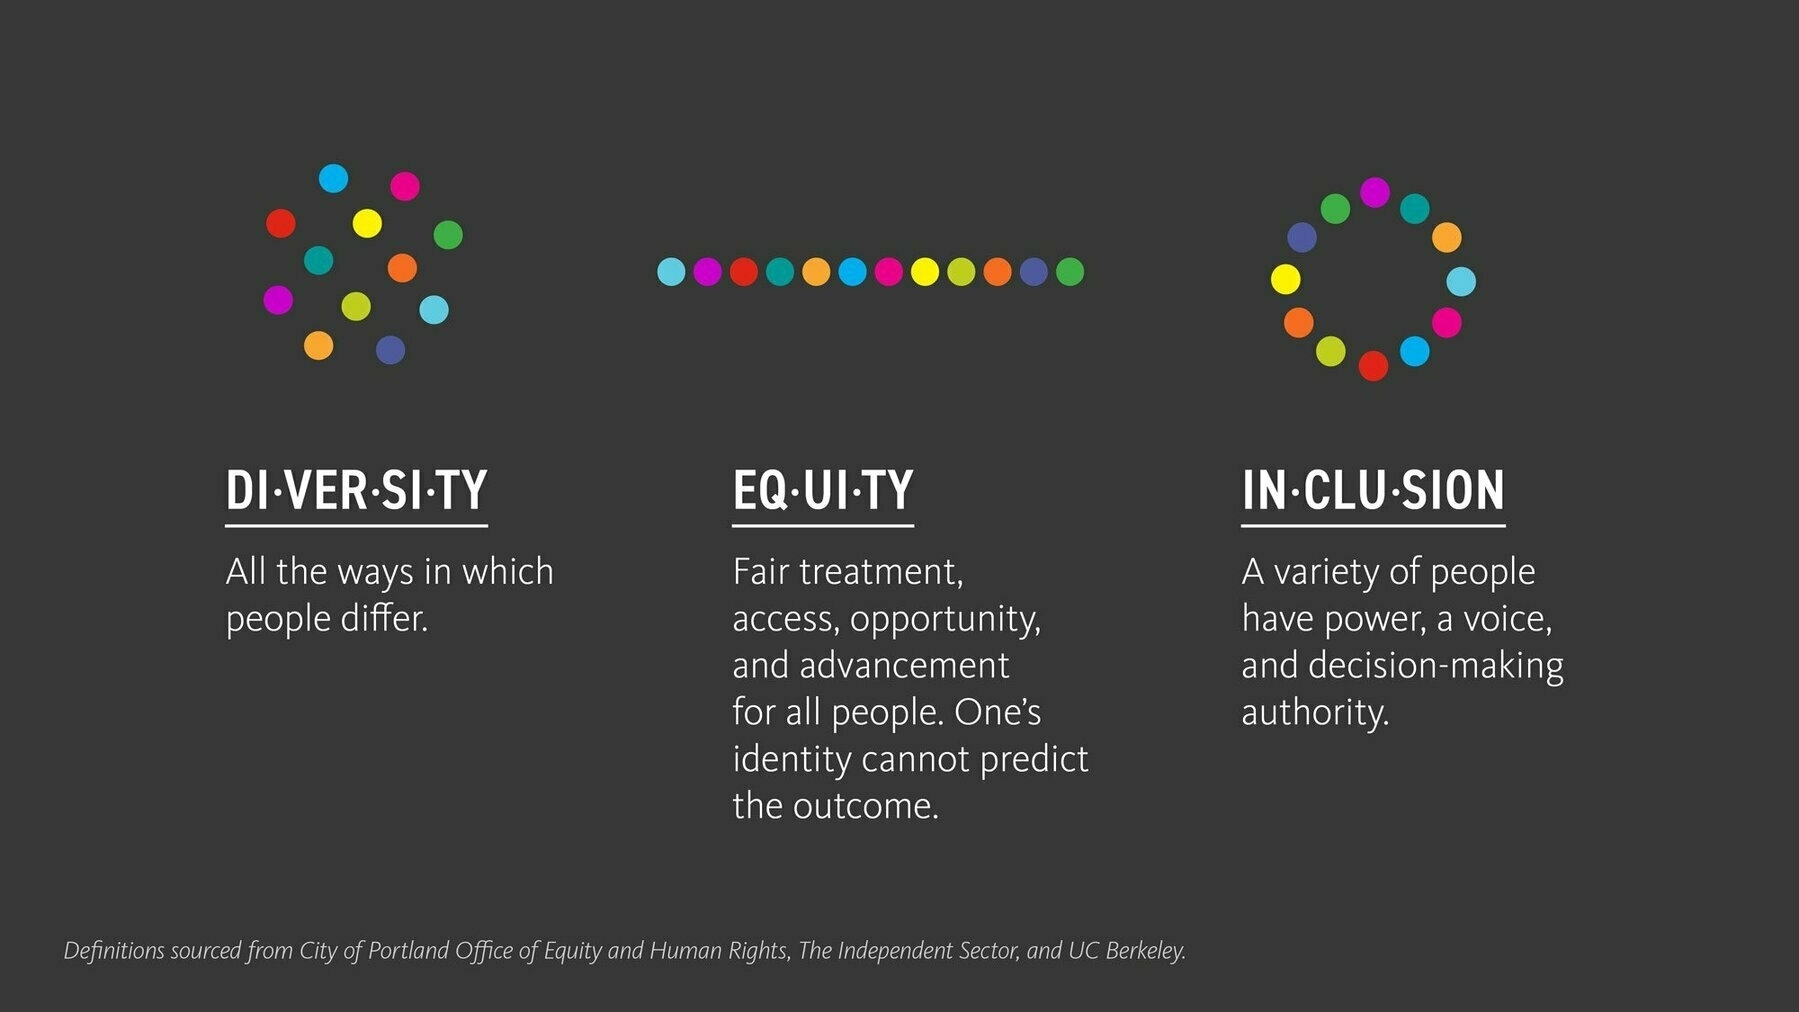 DI·VER·SI·TY
All the ways in which
people differ.
EQ·UI·TY
Fair treatment,
access, opportunity,
and advancement
for all people. One’s
identity cannot predict
the outcome.
IN·CLU·SION
A variety of people
have power, a voice,
and decision-making
authority.
Definitions sourced from City of Portland Office of Equity and Human Rights, The Independent Sector, and UC Berkeley.